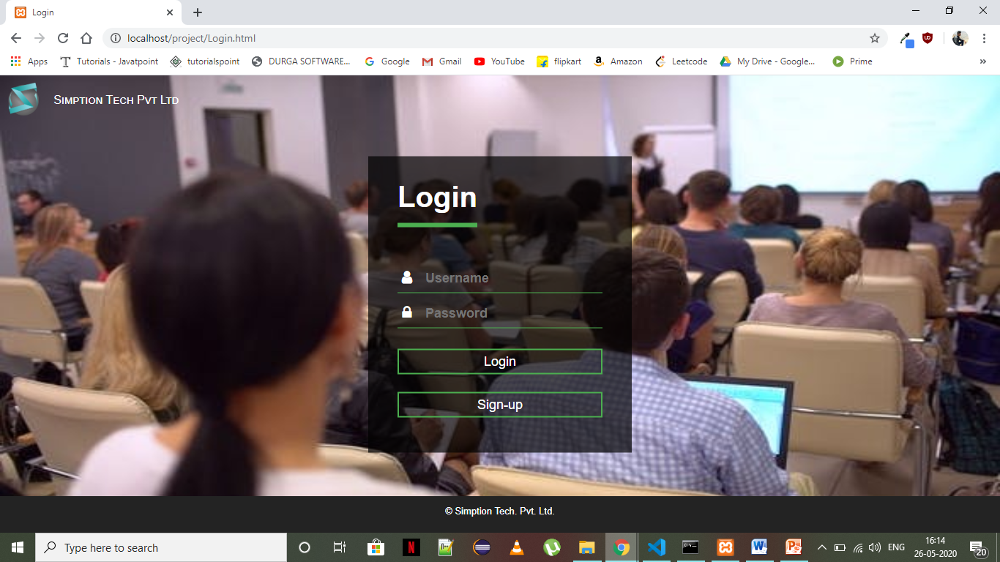 Login
localhost/project/Login.html
Apps
Tutorials - Javatpoint
tutorialspoint
DURGA SOFTWARE...
Google
Gmail
YouTube
flipkart
Amazon
Leetcode
My Drive - Google...
Prime
»
Simption Tech Pvt Ltd
Login
Username
Password
Login
Sign-up
© Simption Tech. Pvt. Ltd.
Type here to search
ENG
16:14
26-05-2020
20